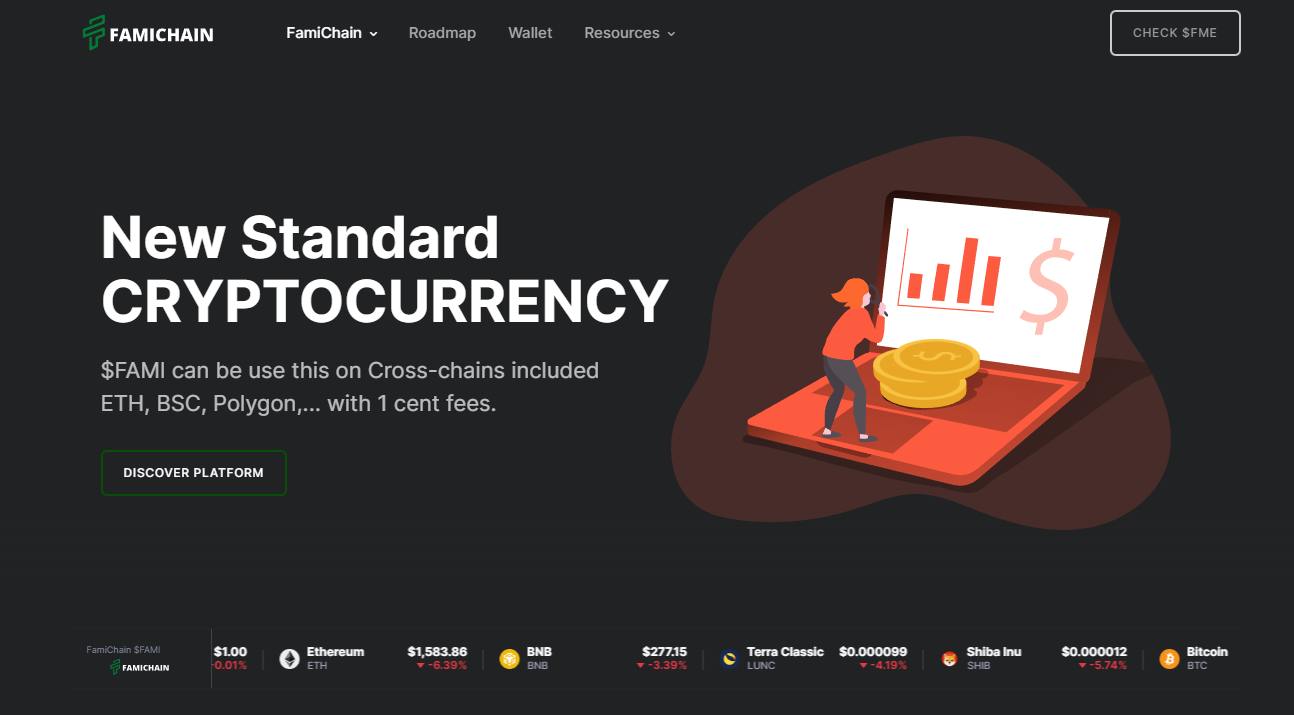 FAMICHAIN
FamiChain Roadmap Wallet Resources
CHECK $FME
New Standard
CRYPTOCURRENCY
$FAMI can be use this on Cross-chains included
ETH, BSC, Polygon,... with 1 cent fees.
DISCOVER PLATFORM
$
FamiChain $FAMI
FAMICHAIN
$1.00
-0.01%
Ethereum $1,583.86
ETH -6.39%
BNB $277.15
BNB -3.39%
Terra Classic $0.000099
LUNC -4.19%
Shiba Inu $0.000012
SHIB -5.74%
Bitcoin
BTC